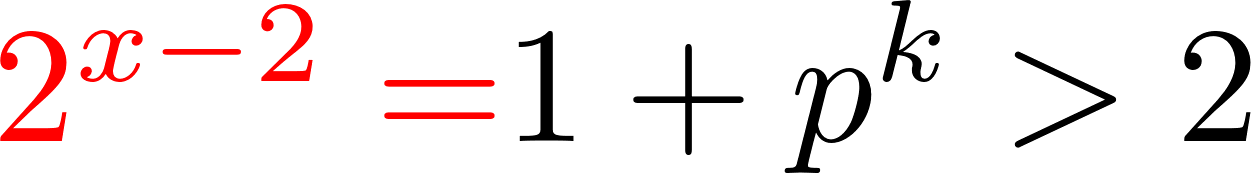 2^{x-2} = 1 + p^k > 2